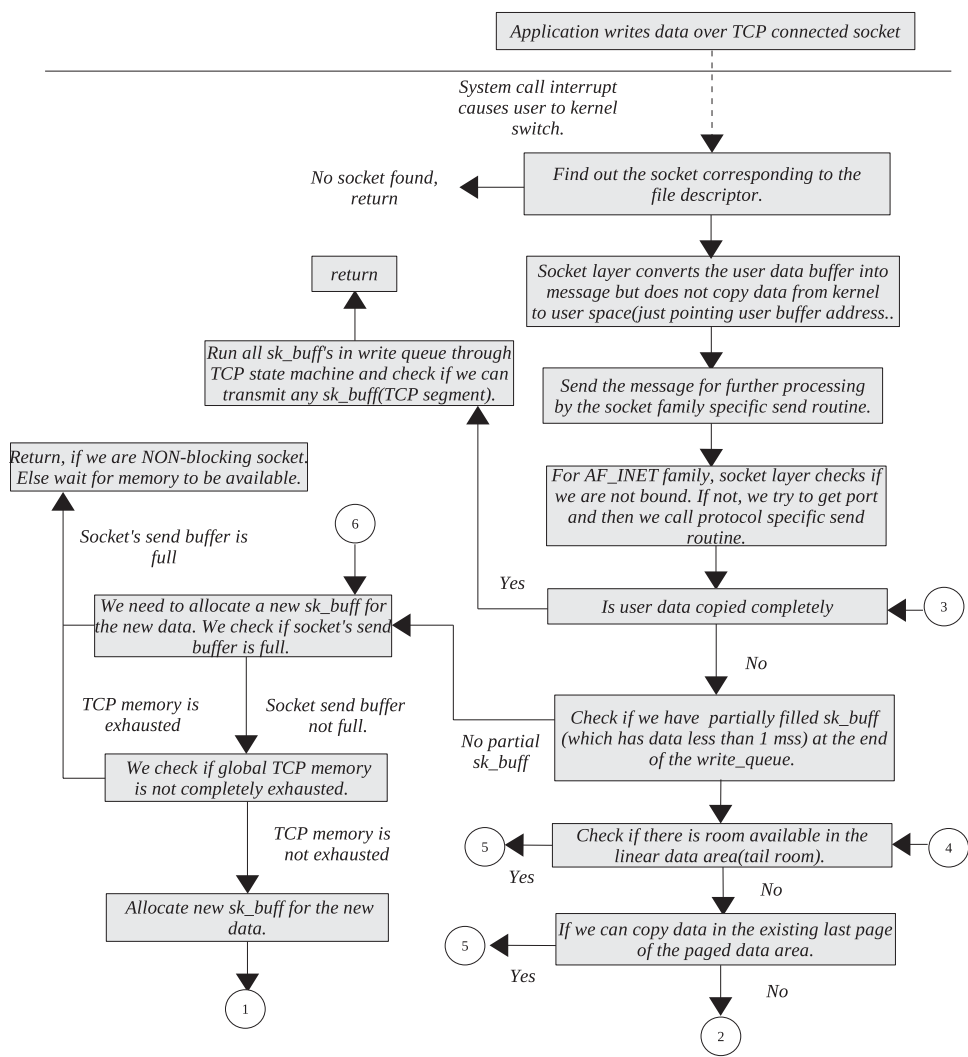 Application writes data over TCP connected socket
System call interrupt
causes user to kernel
switch.
Find out the socket corresponding to the
file descriptor.
No socket found,
return
Socket layer converts the user data buffer into
message but does not copy data from kernel
to user space(just pointing user buffer address..
return
Run all sk_buff's in write queue through
TCP state machine and check if we can
transmit any sk_buff(TCP segment).
Send the message for further processing
by the socket family specific send routine.
Return, if we are NON-blocking socket.
Else wait for memory to be available.
For AF_INET family, socket layer checks if
we are not bound. If not, we try to get port
and then we call protocol specific send
routine.
Socket's send buffer is
full
6
Yes
Is user data copied completely
3
We need to allocate a new sk_buff for
the new data. We check if socket's send
buffer is full.
No
TCP memory is
exhausted
Socket send buffer
not full.
No partial
sk_buff
Check if we have partially filled sk_buff
(which has data less than 1 mss) at the end
of the write_queue.
We check if global TCP memory
is not completely exhausted.
TCP memory is
not exhausted
5
Yes
Check if there is room available in the
linear data area(tail room).
4
No
Allocate new sk_buff for the new
data.
5
Yes
If we can copy data in the existing last page
of the paged data area.
No
1
2